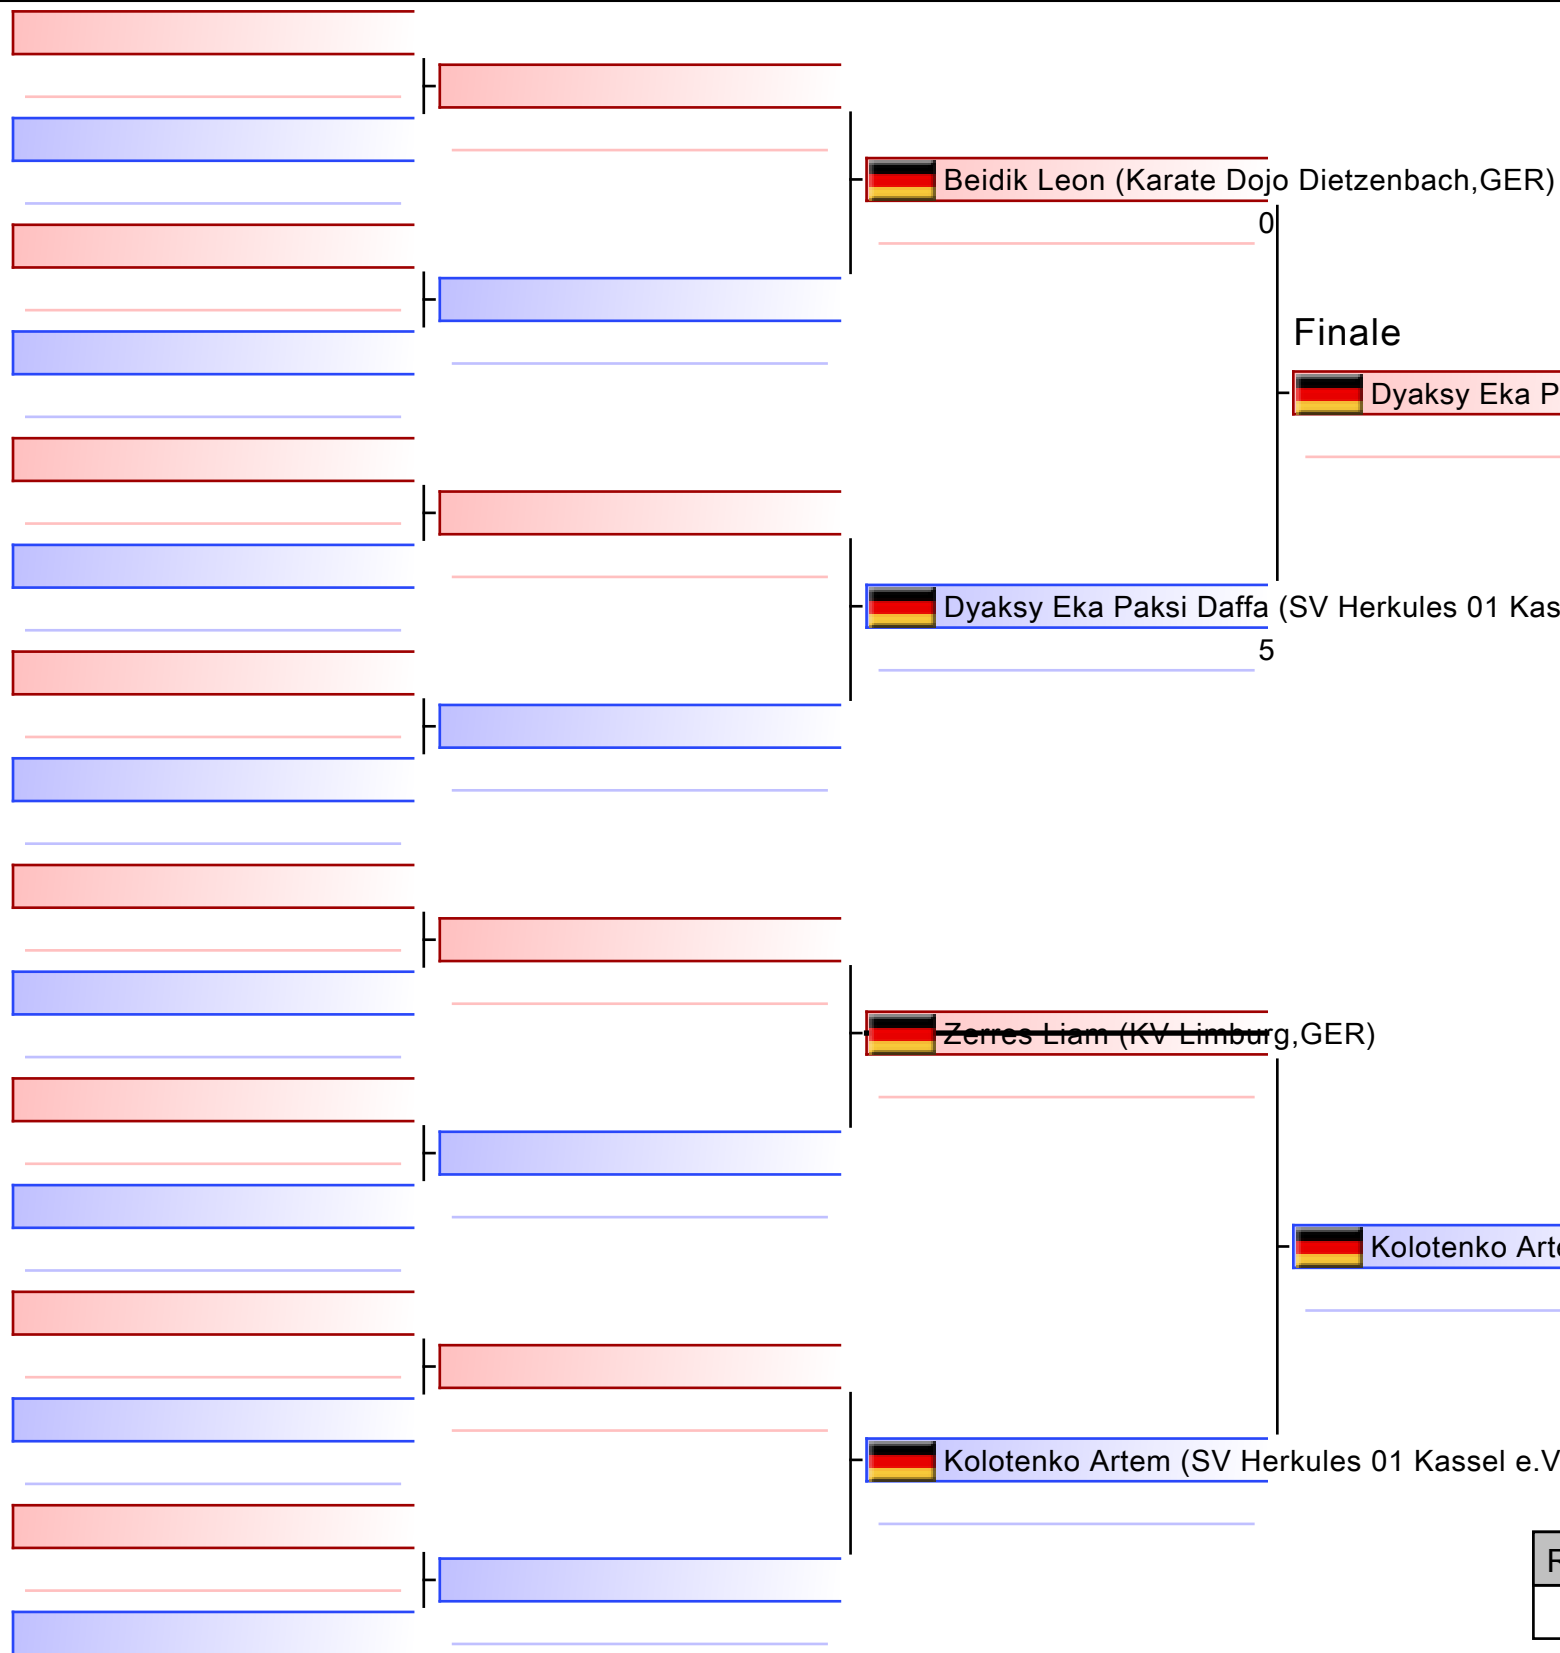 Beidik Leon (Karate Dojo Dietzenbach,GER)
0
Finale
Dyaksy Eka P
Dyaksy Eka Paksi Daffa (SV Herkules 01 Kas
5
Zerres Liam (KV Limburg,GER)
Kolotenko Art
Kolotenko Artem (SV Herkules 01 Kassel e.V